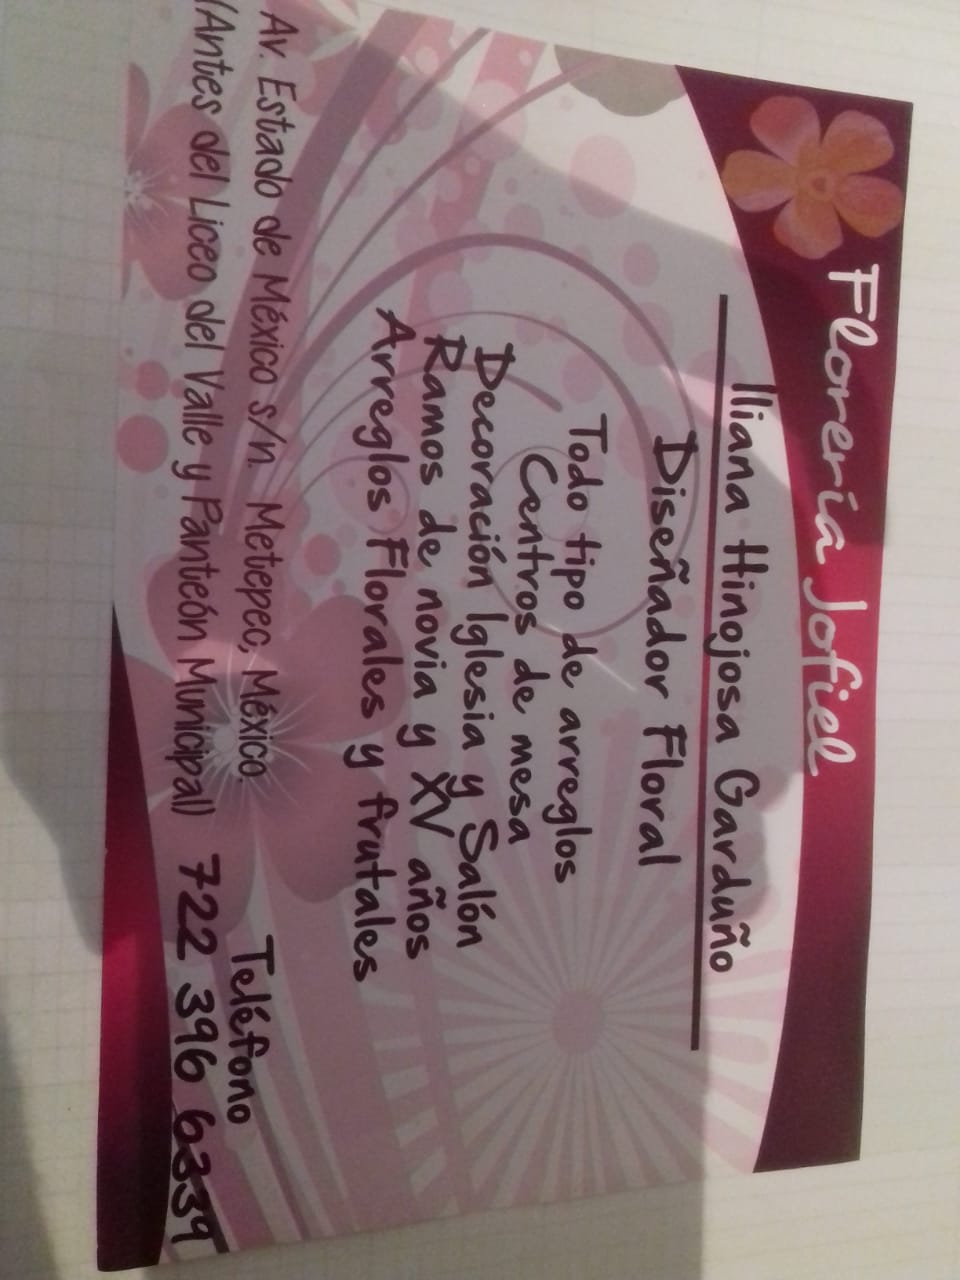 Florería Jofiel
Iliana Hinojosa Garduño
Diseñador Floral
Todo tipo de arreglos
Centros de mesa
Decoración Iglesia y Salón
Ramos de novia y XV años
Arreglos Florales y frutales
Av. Estado de México s/n. Metepec, México.
(Antes del Liceo del Valle y Panteón Municipal)
Teléfono
722 396 6339